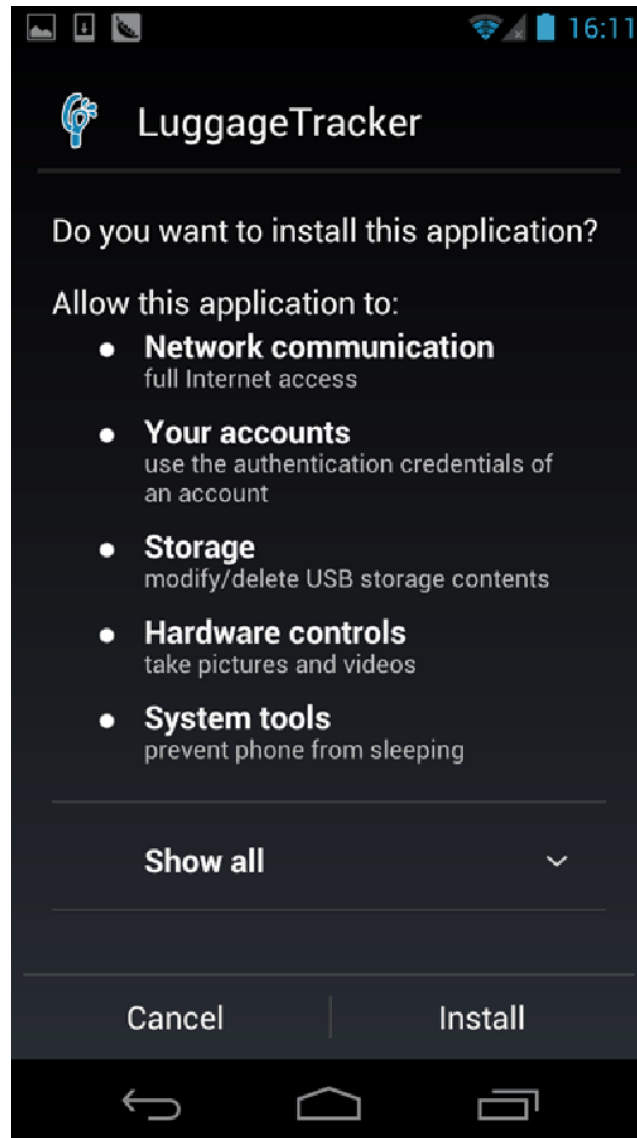 16:11
LuggageTracker
Do you want to install this application?
Allow this application to:
Network communication
full Internet access
Your accounts
use the authentication credentials of
an account
Storage
modify/delete USB storage contents
Hardware controls
take pictures and videos
System tools
prevent phone from sleeping
Show all
Cancel
Install